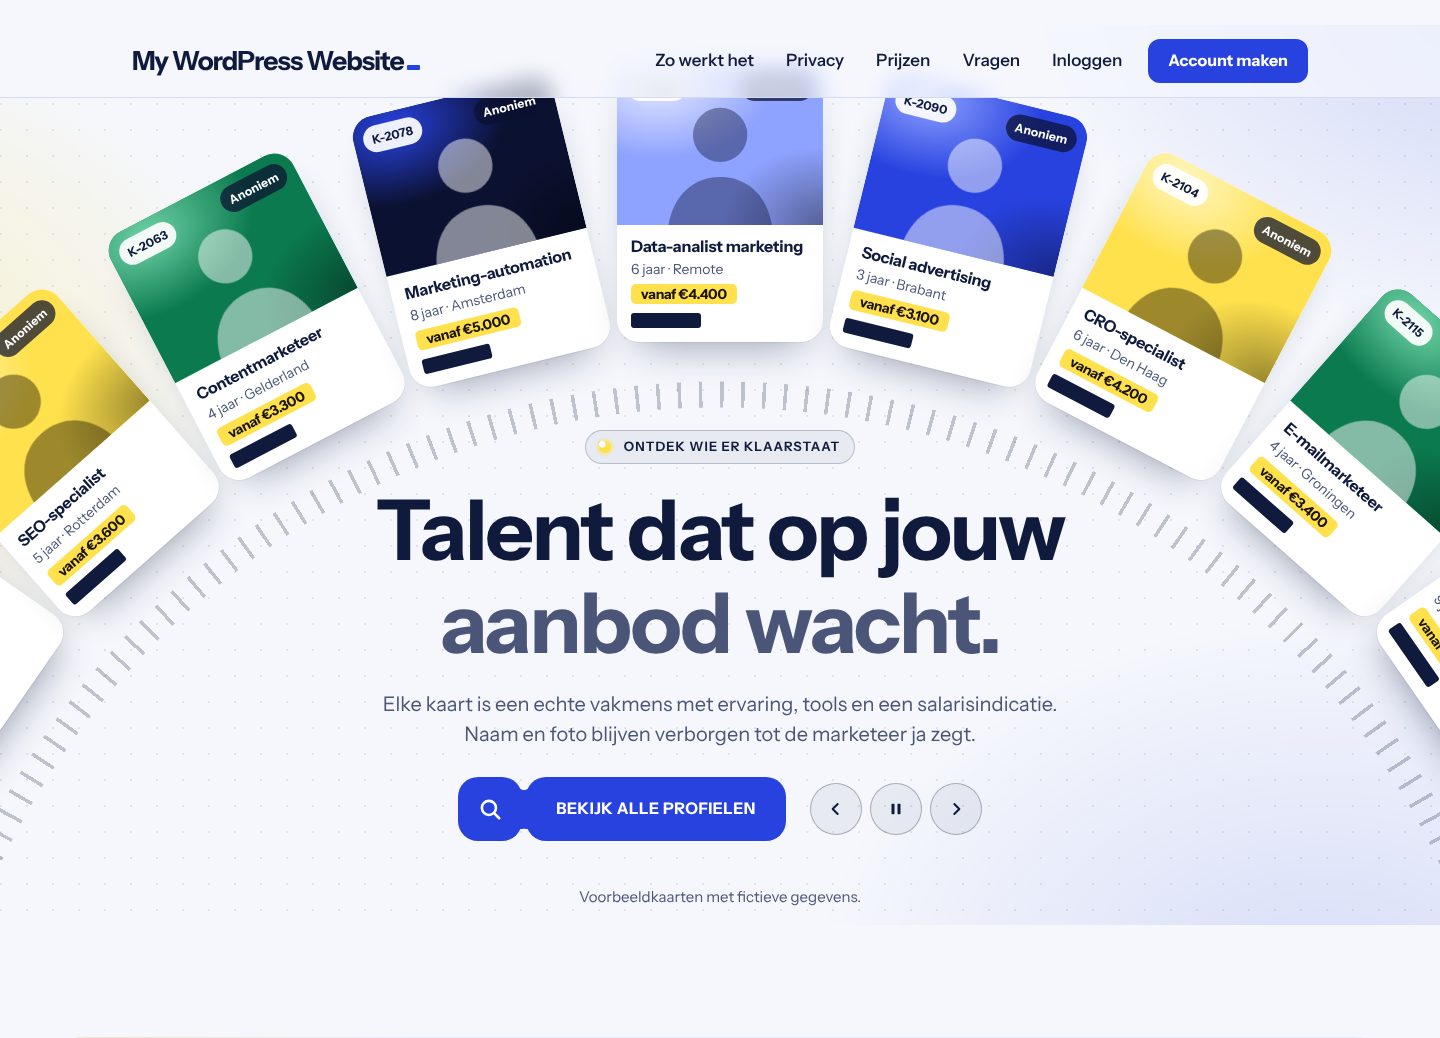 My WordPress Website
Zo werkt het
Privacy
Prijzen
Vragen
Inloggen
Account maken
Anoniem
SEO-specialist
5 jaar · Rotterdam
vanaf €3.600
K-2063
Anoniem
Contentmarketeer
4 jaar · Gelderland
vanaf €3.300
K-2078
Anoniem
Marketing-automation
8 jaar · Amsterdam
vanaf €5.000
Data-analist marketing
6 jaar · Remote
vanaf €4.400
K-2090
Anoniem
Social advertising
3 jaar · Brabant
vanaf €3.100
K-2104
Anoniem
CRO-specialist
6 jaar · Den Haag
vanaf €4.200
K-2115
E-mailmarketeer
4 jaar · Groningen
vanaf €3.400
ONTDEK WIE ER KLAARSTAAT
Talent dat op jouw
aanbod wacht.
Elke kaart is een echte vakmens met ervaring, tools en een salarisindicatie.
Naam en foto blijven verborgen tot de marketeer ja zegt.
BEKIJK ALLE PROFIELEN
Voorbeeldkaarten met fictieve gegevens.